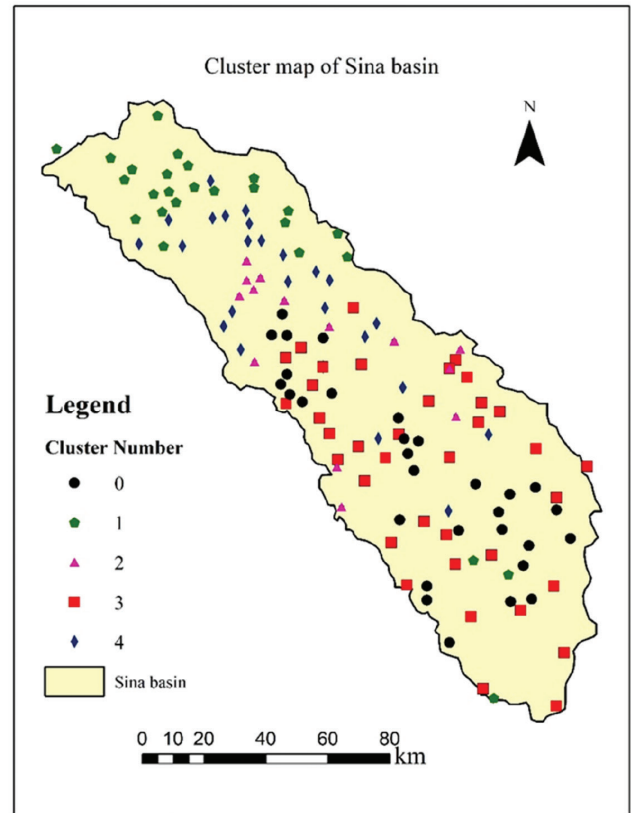 Cluster map of Sina basin
N
Legend
Cluster Number
0
1
2
3
4
Sina basin
0 10 20 40 60 80
km